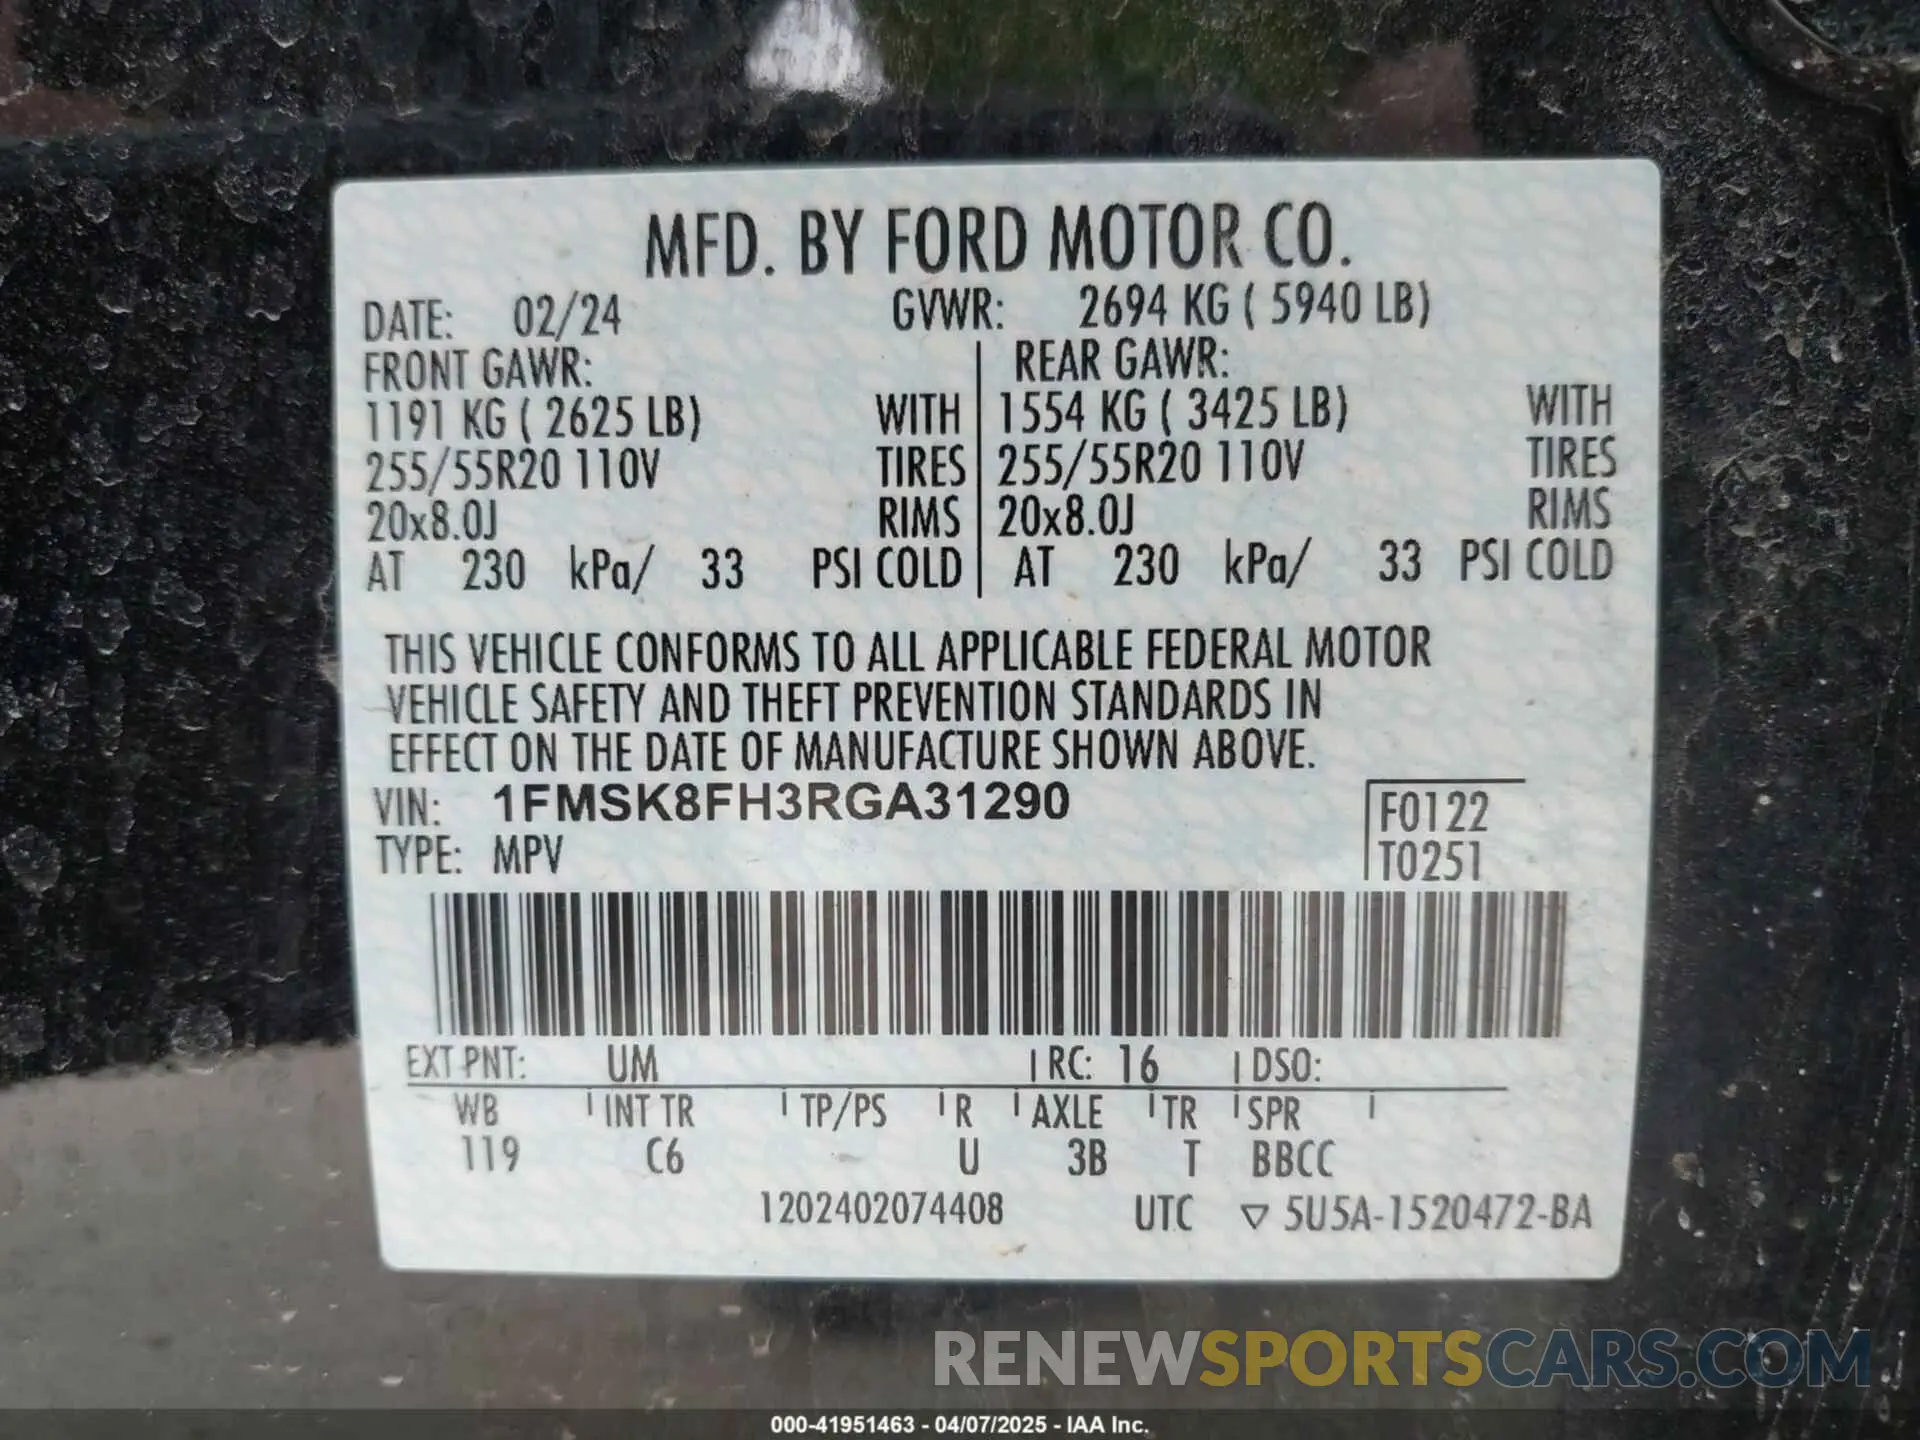 MFD. BY FORD MOTOR CO.
DATE: 02/24 GVWR: 2694 KG ( 5940 LB)
FRONT GAWR: REAR GAWR:
1191 KG ( 2625 LB) WITH 1554 KG ( 3425 LB) WITH
255/55R20 110V TIRES 255/55R20 110V TIRES
20x8.0J RIMS 20x8.0J RIMS
AT 230 kPa/ 33 PSI COLD AT 230 kPa/ 33 PSI COLD
THIS VEHICLE CONFORMS TO ALL APPLICABLE FEDERAL MOTOR
VEHICLE SAFETY AND THEFT PREVENTION STANDARDS IN
EFFECT ON THE DATE OF MANUFACTURE SHOWN ABOVE.
VIN: 1FMSK8FH3RGA31290 F0122
TYPE: MPV T0251
EXT PNT: UM RC: 16 DSO:
WB INT TR TP/PS R AXLE TR SPR
119 C6 U 3B T BBCC
1202402074408 UTC ▽ 5U5A-1520472-BA
RENEWSPORTSCARS.COM
000-41951463 - 04/07/2025 - IAA Inc.